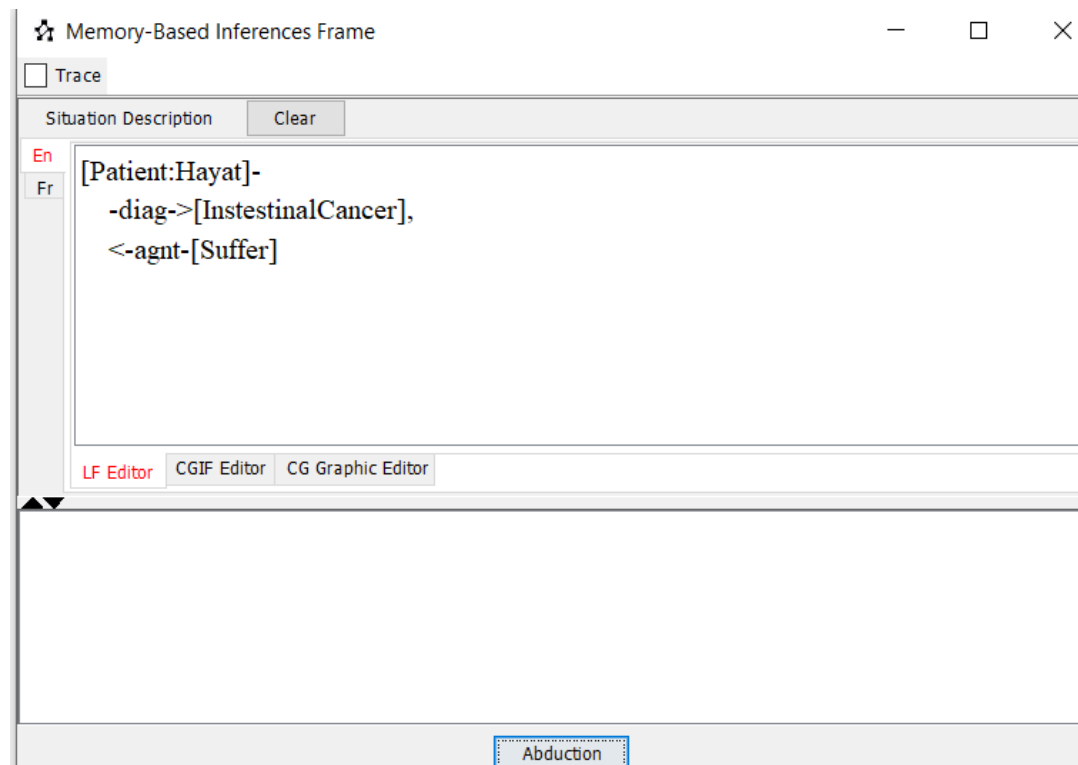 Memory-Based Inferences Frame
Trace
Situation Description Clear
En
Fr
[Patient:Hayat]-
-diag->[InstestinalCancer],
<-agnt-[Suffer]
LF Editor CGIF Editor CG Graphic Editor
Abduction